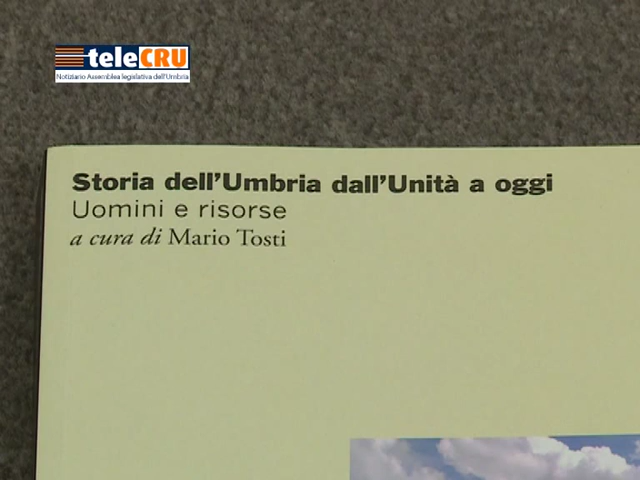 teleCRU
Notiziario Assemblea legislativa dell'Umbria
Storia dell'Umbria dall'Unità a oggi
Uomini e risorse
a cura di Mario Tosti